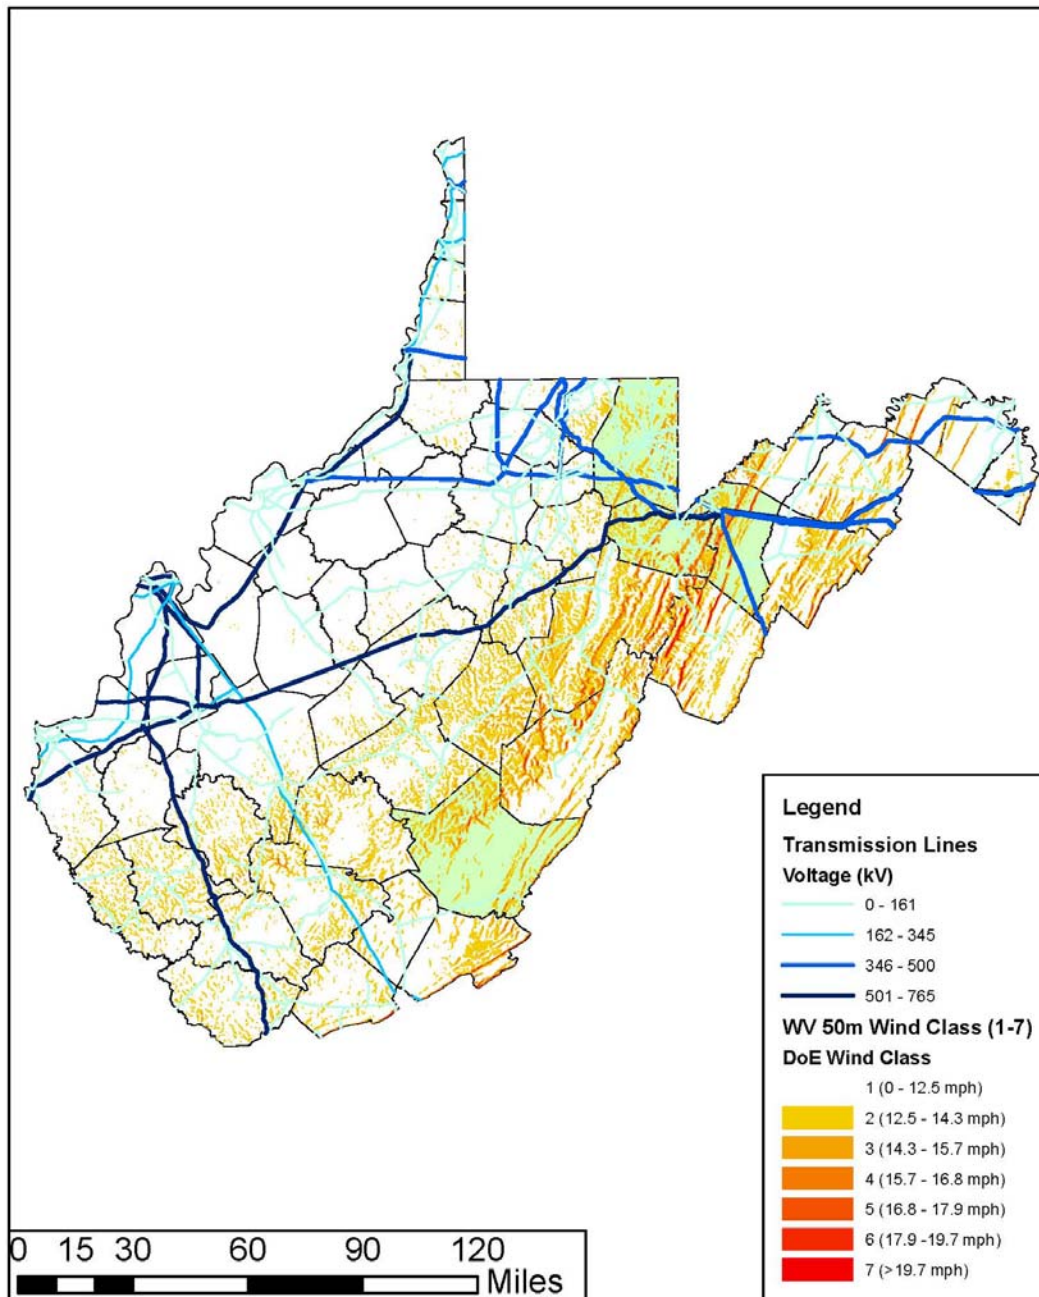 Legend
Transmission Lines
Voltage (kV)
0 - 161
162 - 345
346 - 500
501 - 765
WV 50m Wind Class (1-7)
DoE Wind Class
1 (0 - 12.5 mph)
2 (12.5 - 14.3 mph)
3 (14.3 - 15.7 mph)
4 (15.7 - 16.8 mph)
5 (16.8 - 17.9 mph)
6 (17.9 -19.7 mph)
7 (> 19.7 mph)
0 15 30 60 90 120
Miles